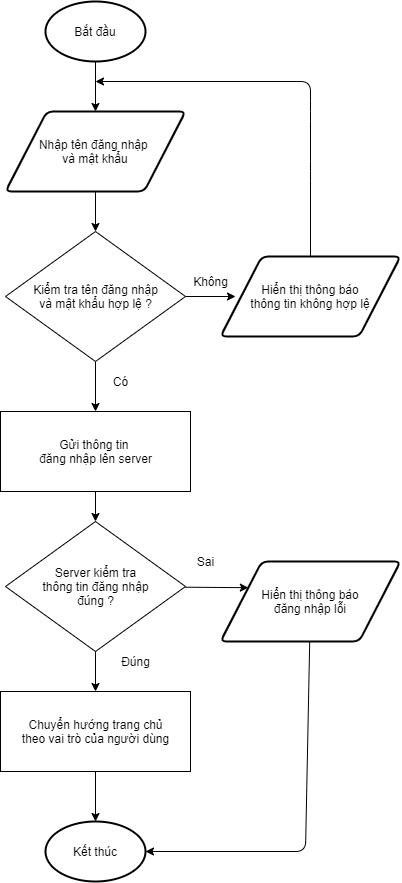 Bắt đầu
Nhập tên đăng nhập
và mật khẩu
Kiểm tra tên đăng nhập
và mật khẩu hợp lệ ?
Không
Hiển thị thông báo
thông tin không hợp lệ
Có
Gửi thông tin
đăng nhập lên server
Server kiểm tra
thông tin đăng nhập
đúng ?
Sai
Hiển thị thông báo
đăng nhập lỗi
Đúng
Chuyển hướng trang chủ
theo vai trò của người dùng
Kết thúc